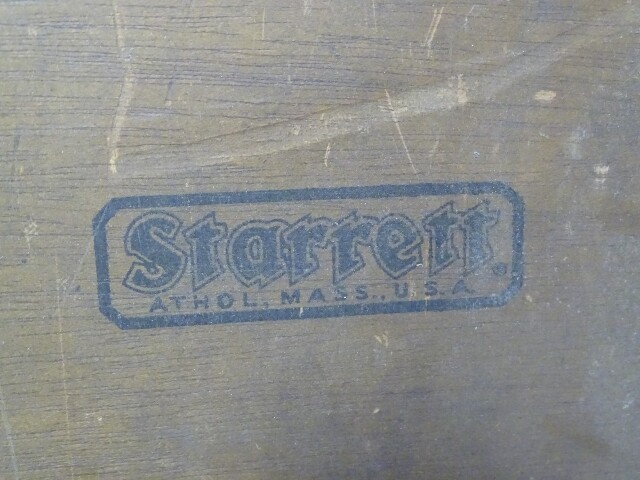 Starrett®
ATHOL, MASS., U.S.A.